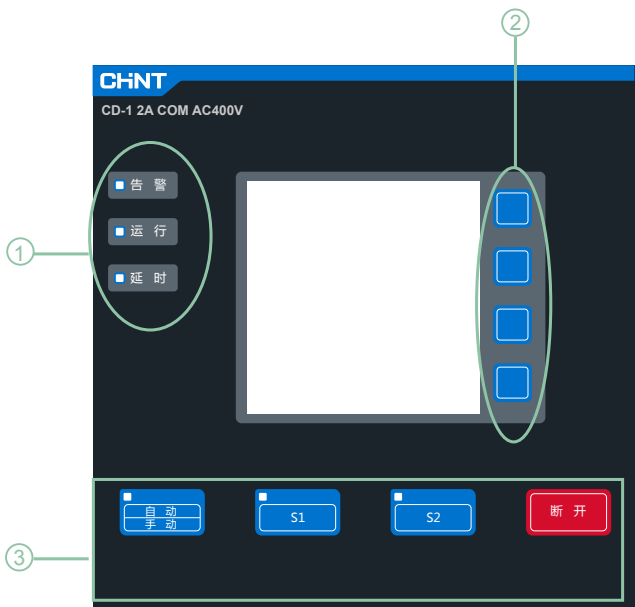 ②
CHiNT
CD-1 2A COM AC400V
告 警
运 行
①
延 时
自 动
手 动
S1
S2
断 开
③